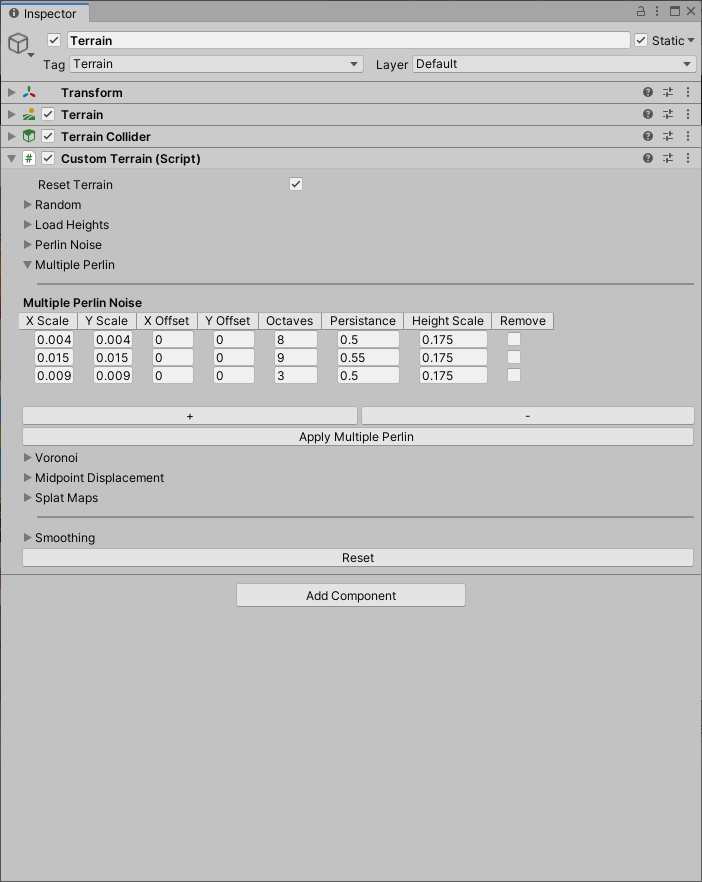 Inspector
Terrain Static
Tag Terrain Layer Default
Transform
Terrain
Terrain Collider
# Custom Terrain (Script)
Reset Terrain
Random
Load Heights
Perlin Noise
Multiple Perlin
Multiple Perlin Noise
X Scale Y Scale X Offset Y Offset Octaves Persistance Height Scale Remove
0.004 0.004 0 0 8 0.5 0.175
0.015 0.015 0 0 9 0.55 0.175
0.009 0.009 0 0 3 0.5 0.175
+ -
Apply Multiple Perlin
Voronoi
Midpoint Displacement
Splat Maps
Smoothing
Reset
Add Component